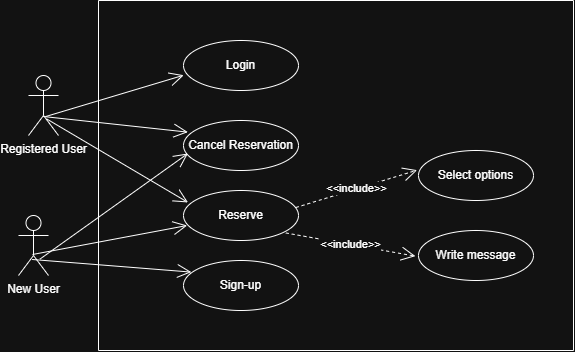 Login
Registered User
Cancel Reservation
Select options
<<include>>
Reserve
<<include>>
Write message
New User
Sign-up